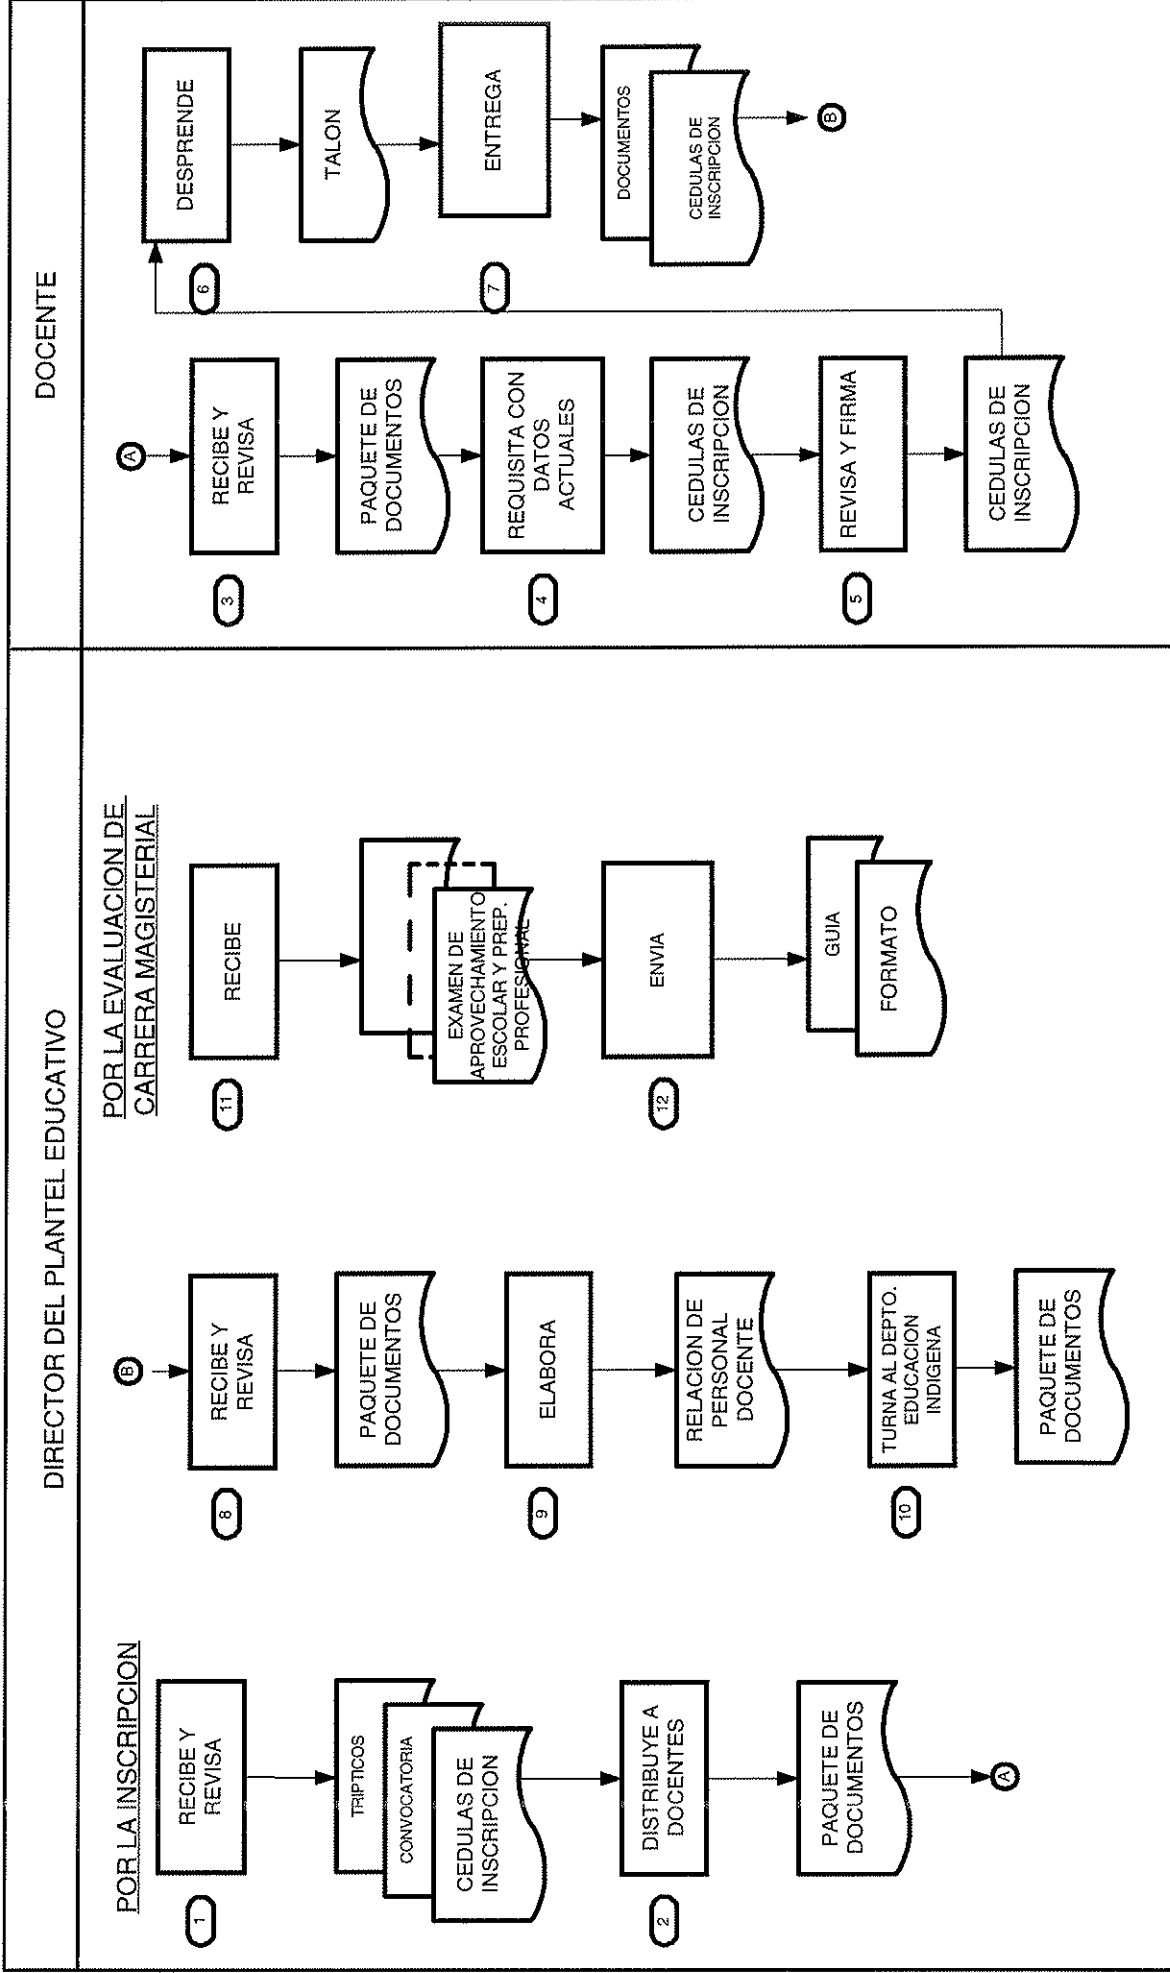 DIRECTOR DEL PLANTEL EDUCATIVO
DOCENTE
POR LA INSCRIPCION
1
RECIBE Y
REVISA
TRIPTICOS
CONVOCATORIA
CEDULAS DE
INSCRIPCION
2
DISTRIBUYE A
DOCENTES
PAQUETE DE
DOCUMENTOS
A
B
8
RECIBE Y
REVISA
PAQUETE DE
DOCUMENTOS
9
ELABORA
RELACION DE
PERSONAL
DOCENTE
10
TURNA AL DEPTO.
EDUCACION
INDIGENA
PAQUETE DE
DOCUMENTOS
POR LA EVALUACION DE
CARRERA MAGISTERIAL
11
RECIBE
EXAMEN DE
APROVECHAMIENTO
ESCOLAR Y PREP.
PROFESIONAL
12
ENVIA
GUIA
FORMATO
A
3
RECIBE Y
REVISA
PAQUETE DE
DOCUMENTOS
4
REQUISITA CON
DATOS
ACTUALES
CEDULAS DE
INSCRIPCION
5
REVISA Y FIRMA
CEDULAS DE
INSCRIPCION
6
DESPRENDE
TALON
7
ENTREGA
DOCUMENTOS
CEDULAS DE
INSCRIPCION
B